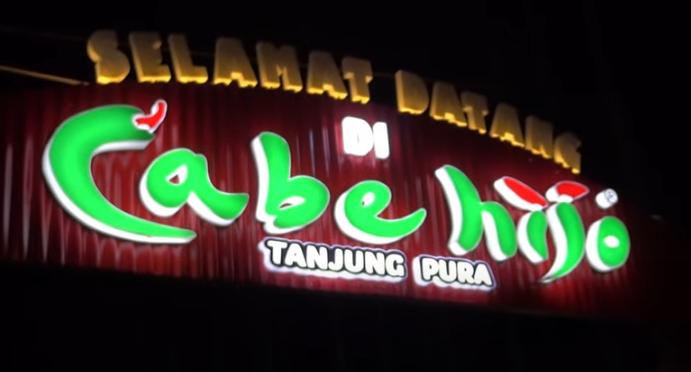 SELAMAT DATANG
DI
Cabe hijo
TANJUNG PURA